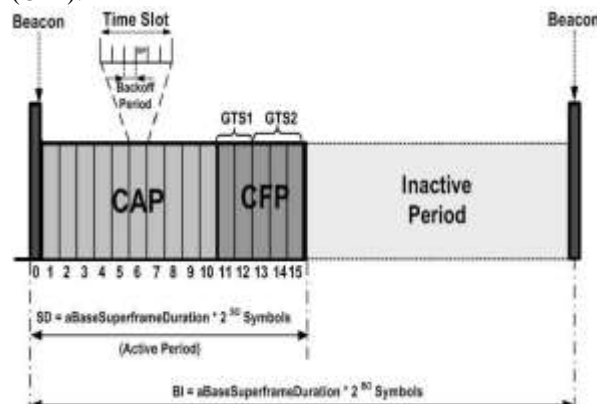 Beacon
Time Slot
Beacon
Backoff
Period
GTS1 GTS2
CAP
CFP
Inactive
Period
0 1 2 3 4 5 6 7 8 9 10 11 12 13 14 15
SD = aBaseSuperframeDuration * 2 SO Symbols
(Active Period)
BI = aBaseSuperframeDuration * 2 BO Symbols